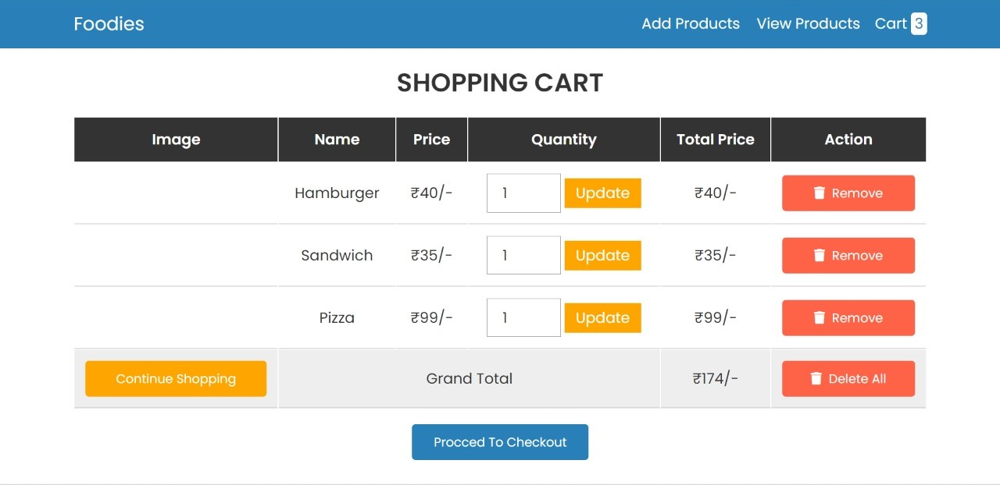 Foodies Add Products View Products Cart 3
SHOPPING CART
Image Name Price Quantity Total Price Action
Hamburger ₹40/- 1 Update ₹40/- Remove
Sandwich ₹35/- 1 Update ₹35/- Remove
Pizza ₹99/- 1 Update ₹99/- Remove
Continue Shopping Grand Total ₹174/- Delete All
Procced To Checkout